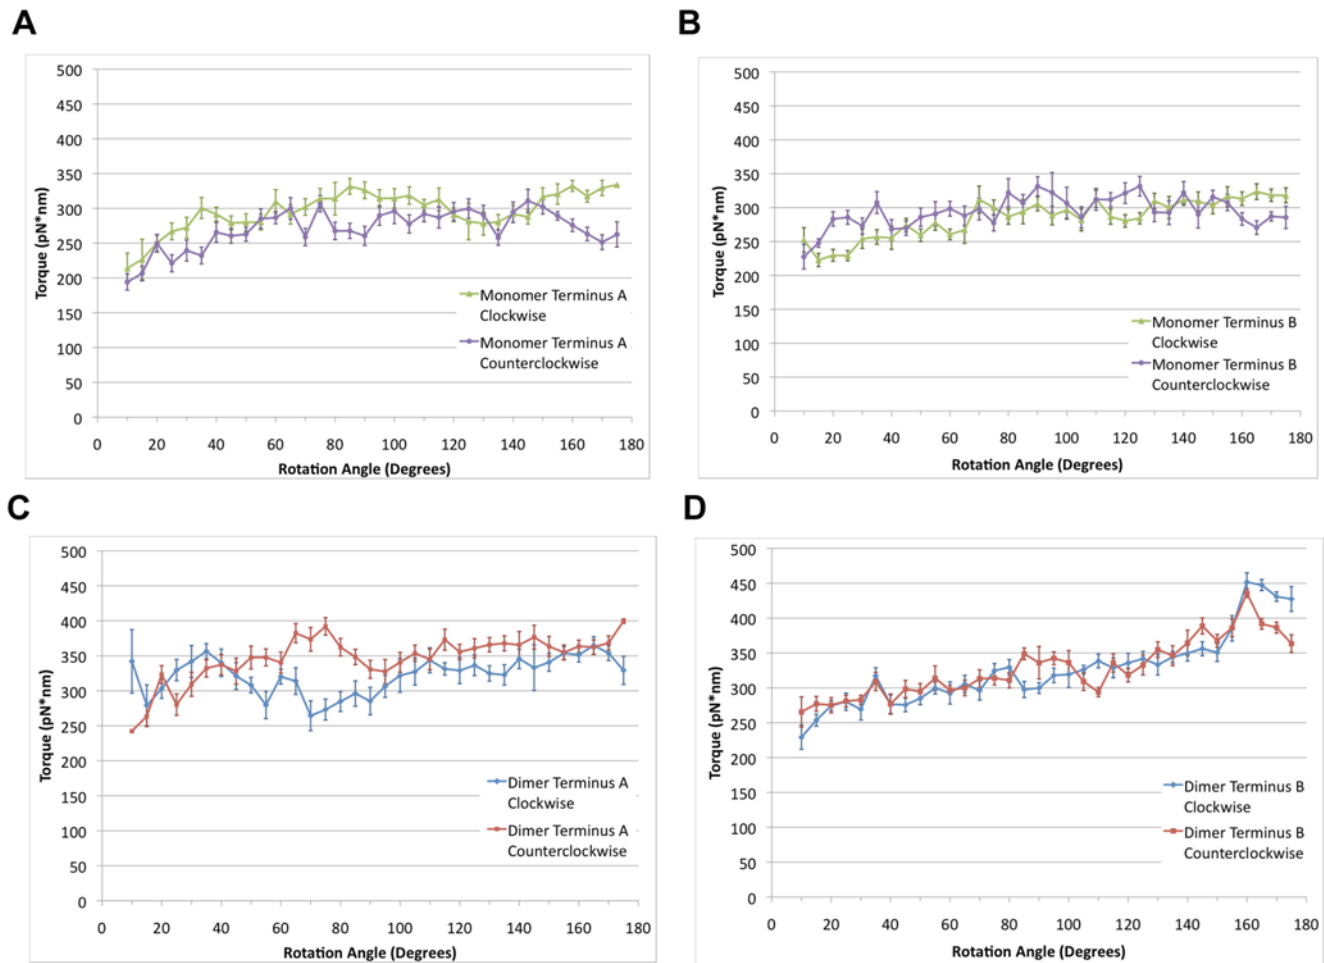 A
500
450
400
350
300
250
200
150
100
50
0
Torque (pN*nm)
Monomer Terminus A
Clockwise
Monomer Terminus A
Counterclockwise
0 20 40 60 80 100 120 140 160 180
Rotation Angle (Degrees)
B
500
450
400
350
300
250
200
150
100
50
0
Torque (pN*nm)
Monomer Terminus B
Clockwise
Monomer Terminus B
Counterclockwise
0 20 40 60 80 100 120 140 160 180
Rotation Angle (Degrees)
C
500
450
400
350
300
250
200
150
100
50
0
Torque (pN*nm)
Dimer Terminus A
Clockwise
Dimer Terminus A
Counterclockwise
0 20 40 60 80 100 120 140 160 180
Rotation Angle (Degrees)
D
500
450
400
350
300
250
200
150
100
50
0
Torque (pN*nm)
Dimer Terminus B
Clockwise
Dimer Terminus B
Counterclockwise
0 20 40 60 80 100 120 140 160 180
Rotation Angle (Degrees)